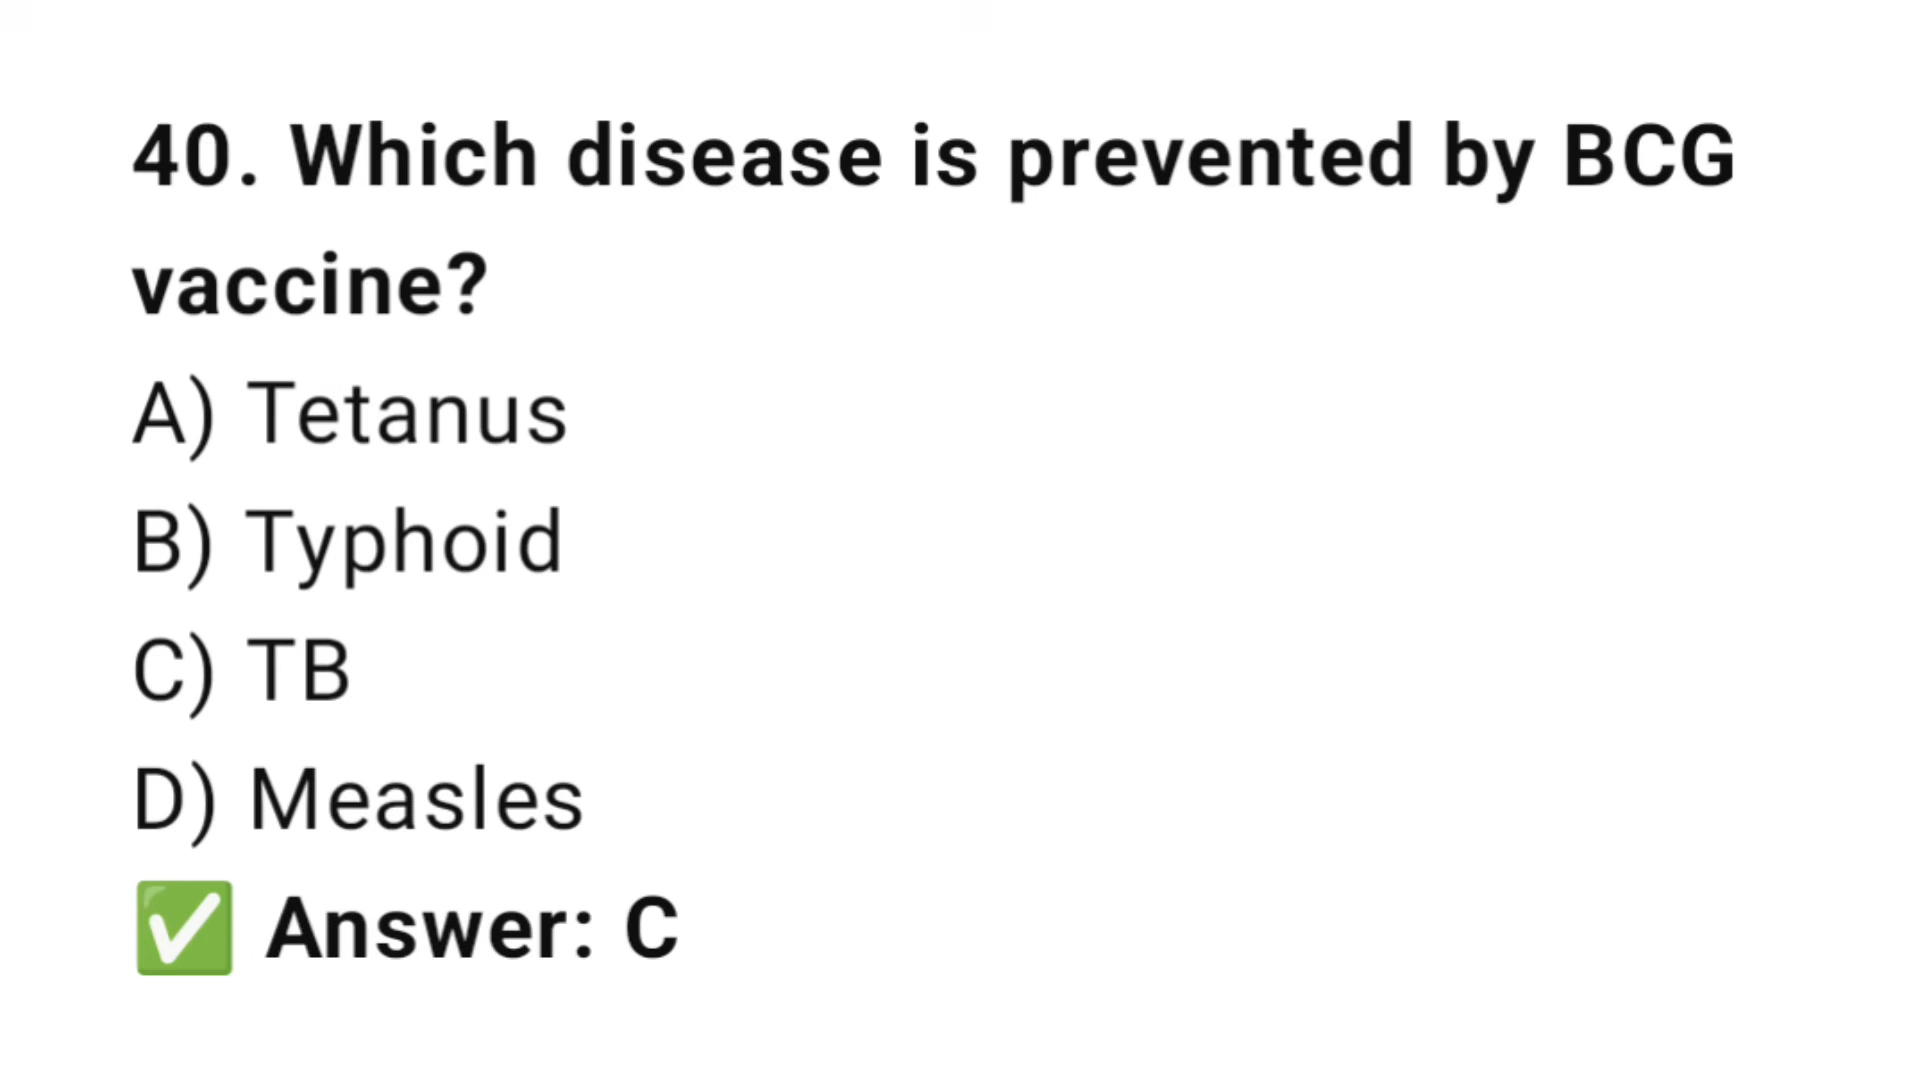 40. Which disease is prevented by BCG
vaccine?
A) Tetanus
B) Typhoid
C) TB
D) Measles
✅ Answer: C